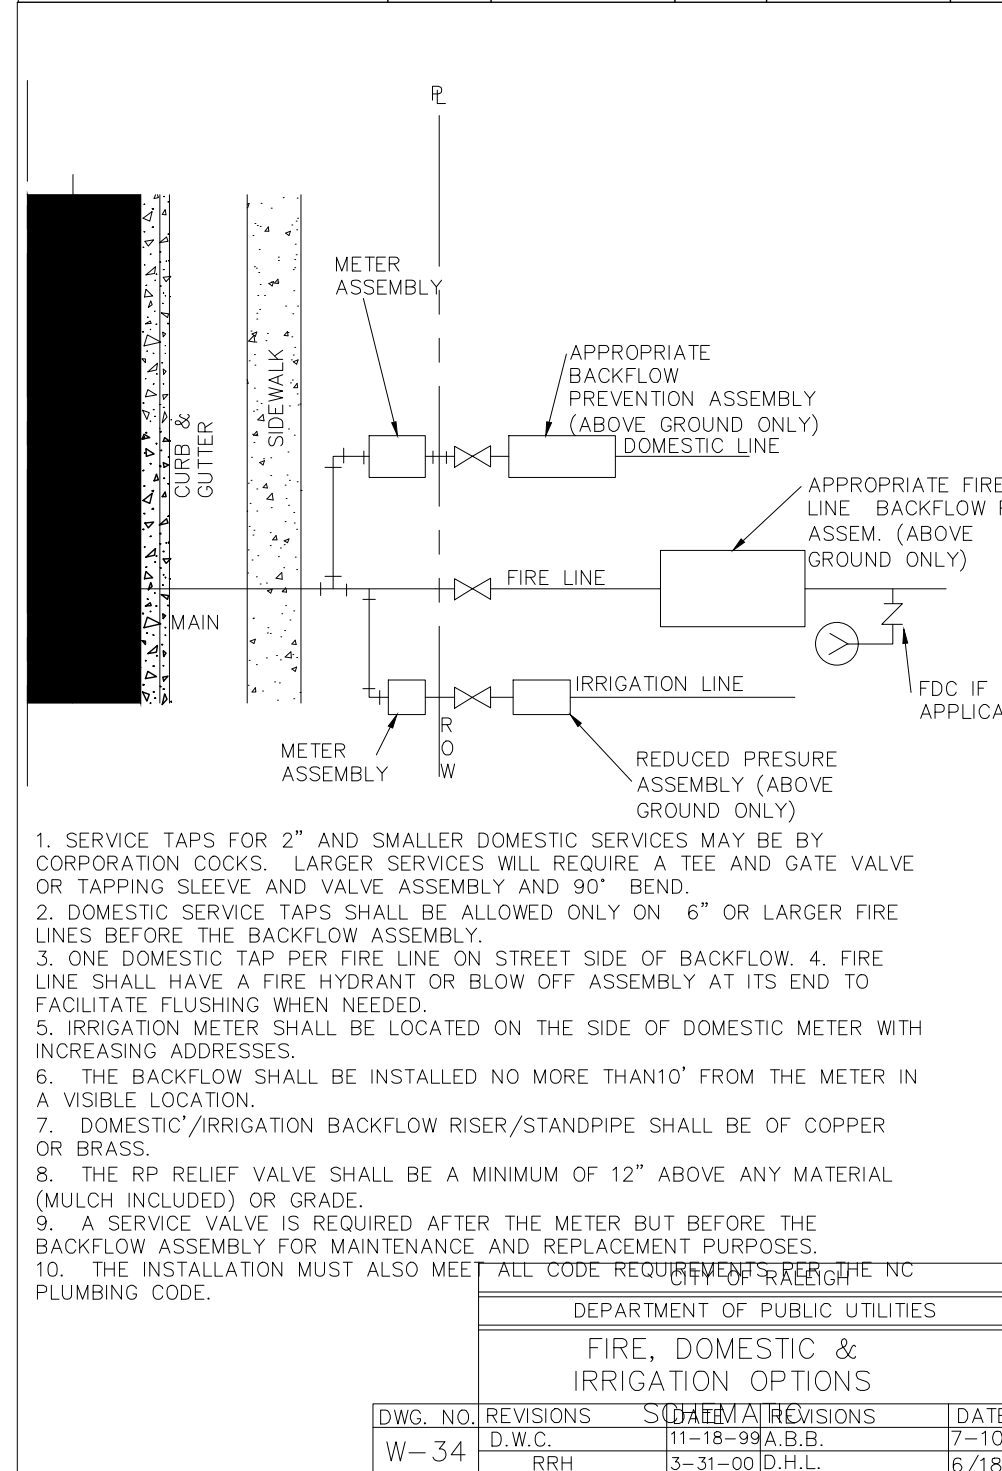 PL
METER
ASSEMBLY
APPROPRIATE
BACKFLOW
PREVENTION ASSEMBLY
(ABOVE GROUND ONLY)
DOMESTIC LINE
SIDEWALK
CURB &
GUTTER
APPROPRIATE FIRE
LINE BACKFLOW
ASSEM. (ABOVE
GROUND ONLY)
FIRE LINE
MAIN
IRRIGATION LINE
FDC IF
R
O
W
METER
ASSEMBLY
REDUCED PRESURE
ASSEMBLY (ABOVE
GROUND ONLY)
1. SERVICE TAPS FOR 2" AND SMALLER DOMESTIC SERVICES MAY BE BY
CORPORATION COCKS. LARGER SERVICES WILL REQUIRE A TEE AND GATE VALVE
OR TAPPING SLEEVE AND VALVE ASSEMBLY AND 90° BEND.
2. DOMESTIC SERVICE TAPS SHALL BE ALLOWED ONLY ON 6" OR LARGER FIRE
LINES BEFORE THE BACKFLOW ASSEMBLY.
3. ONE DOMESTIC TAP PER FIRE LINE ON STREET SIDE OF BACKFLOW. 4. FIRE
LINE SHALL HAVE A FIRE HYDRANT OR BLOW OFF ASSEMBLY AT ITS END TO
FACILITATE FLUSHING WHEN NEEDED.
5. IRRIGATION METER SHALL BE LOCATED ON THE SIDE OF DOMESTIC METER WITH
INCREASING ADDRESSES.
6. THE BACKFLOW SHALL BE INSTALLED NO MORE THAN10' FROM THE METER IN
A VISIBLE LOCATION.
7. DOMESTIC'/IRRIGATION BACKFLOW RISER/STANDPIPE SHALL BE OF COPPER
OR BRASS.
8. THE RP RELIEF VALVE SHALL BE A MINIMUM OF 12" ABOVE ANY MATERIAL
(MULCH INCLUDED) OR GRADE.
9. A SERVICE VALVE IS REQUIRED AFTER THE METER BUT BEFORE THE
BACKFLOW ASSEMBLY FOR MAINTENANCE AND REPLACEMENT PURPOSES.
10. THE INSTALLATION MUST ALSO MEET ALL CODE REQUIREMENTS PER THE NC
PLUMBING CODE.
CITY OF RALEIGH
DEPARTMENT OF PUBLIC UTILITIES
FIRE, DOMESTIC &
IRRIGATION OPTIONS
SCHEMATIC
DWG. NO. REVISIONS DATE REVISIONS DATE
W-34
D.W.C. 11-18-99 A.B.B. 7-10
RRH 3-31-00 D.H.L. 6/18